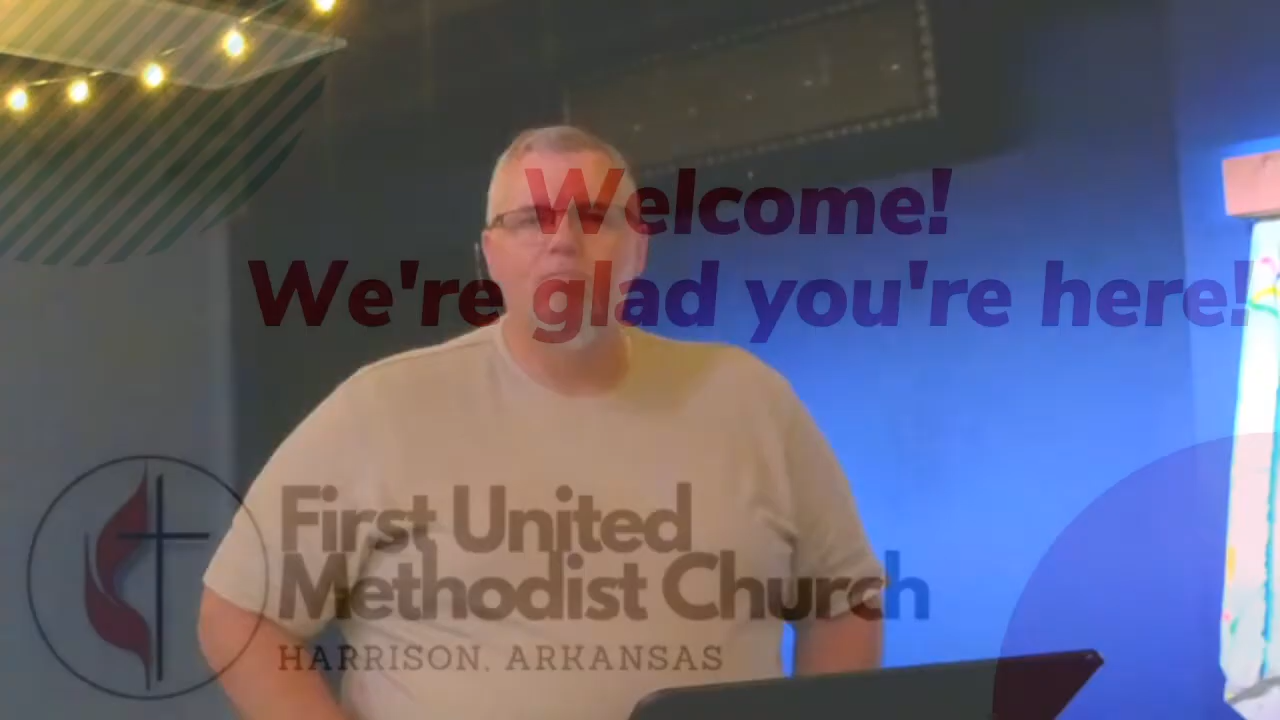 Welcome!
We're glad you're here!
First United
Methodist Church
HARRISON, ARKANSAS